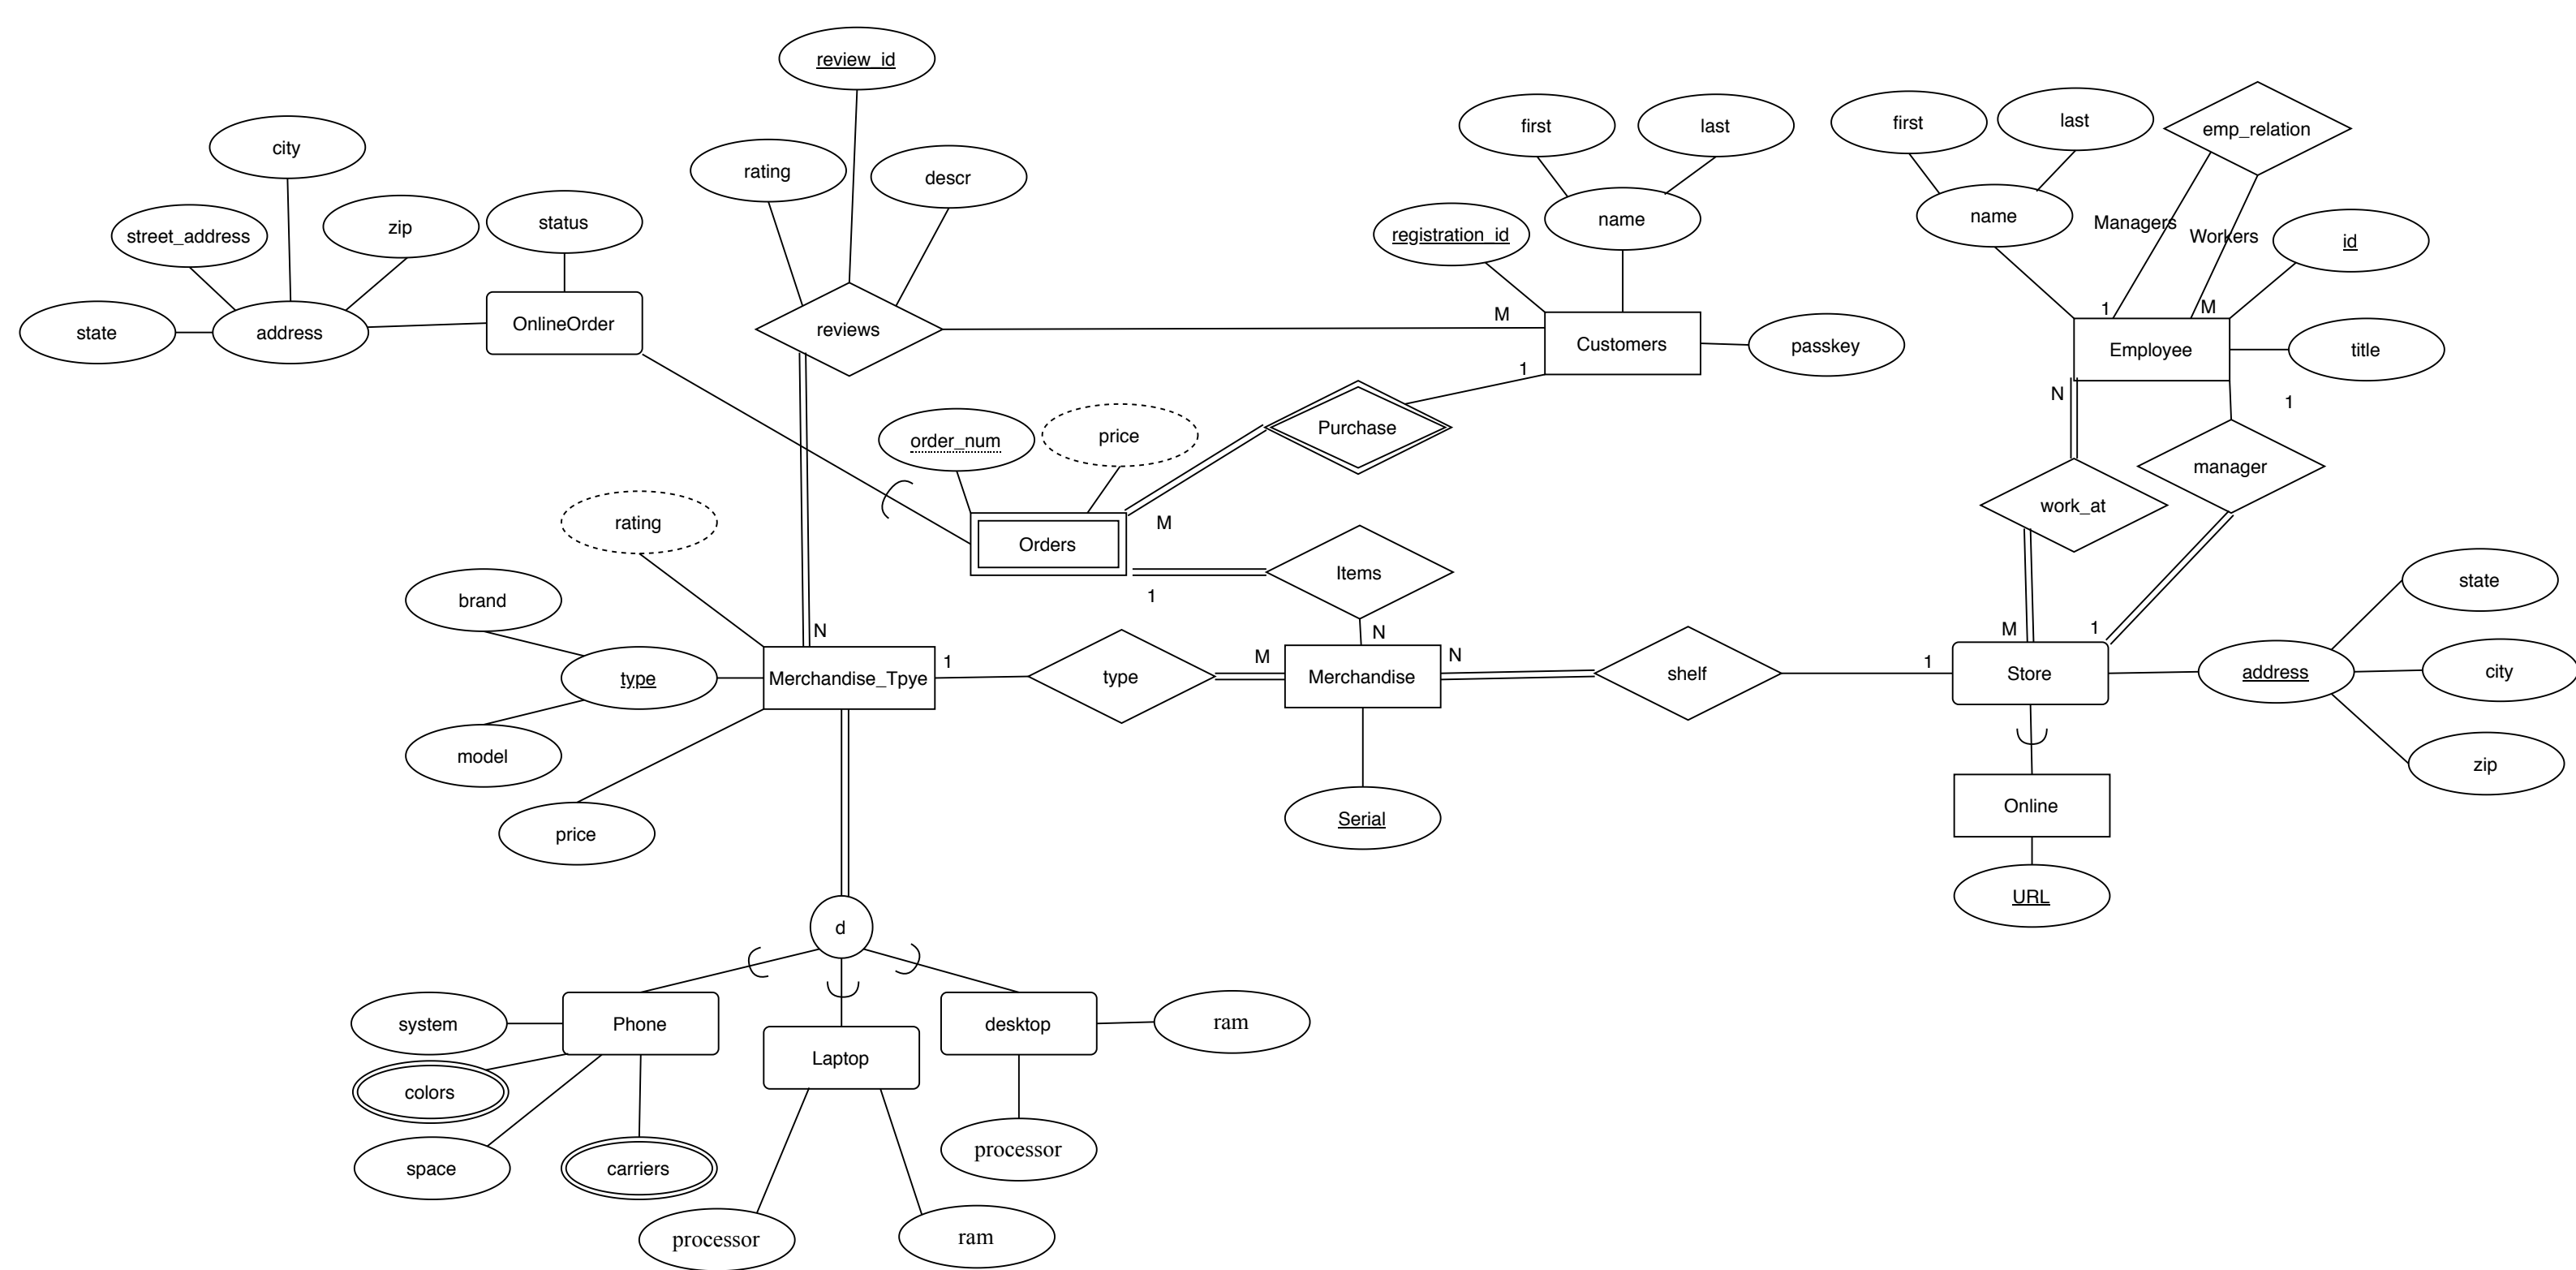 review_id
city
rating
descr
first
last
first
last
emp_relation
street_address
zip
status
registration_id
name
name
Managers
Workers
id
state
address
OnlineOrder
reviews
M
Customers
passkey
1
M
Employee
title
1
N
1
order_num
price
Purchase
manager
work_at
rating
M
Orders
Items
1
state
brand
N
N
M
1
type
Merchandise_Tpye
1
type
M
Merchandise
N
shelf
1
Store
address
city
model
zip
price
Serial
Online
URL
d
system
Phone
Laptop
desktop
ram
colors
space
carriers
processor
processor
ram